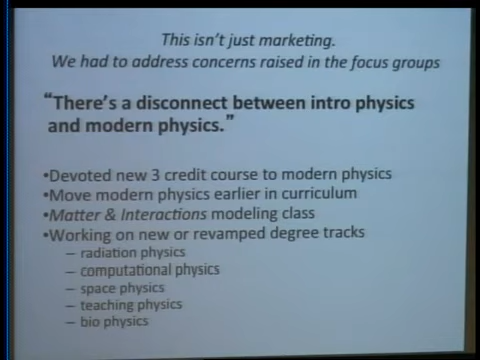 This isn't just marketing.
We had to address concerns raised in the focus groups
“There's a disconnect between intro physics
and modern physics.”
•Devoted new 3 credit course to modern physics
•Move modern physics earlier in curriculum
•Matter & Interactions modeling class
•Working on new or revamped degree tracks
– radiation physics
– computational physics
– space physics
– teaching physics
– bio physics